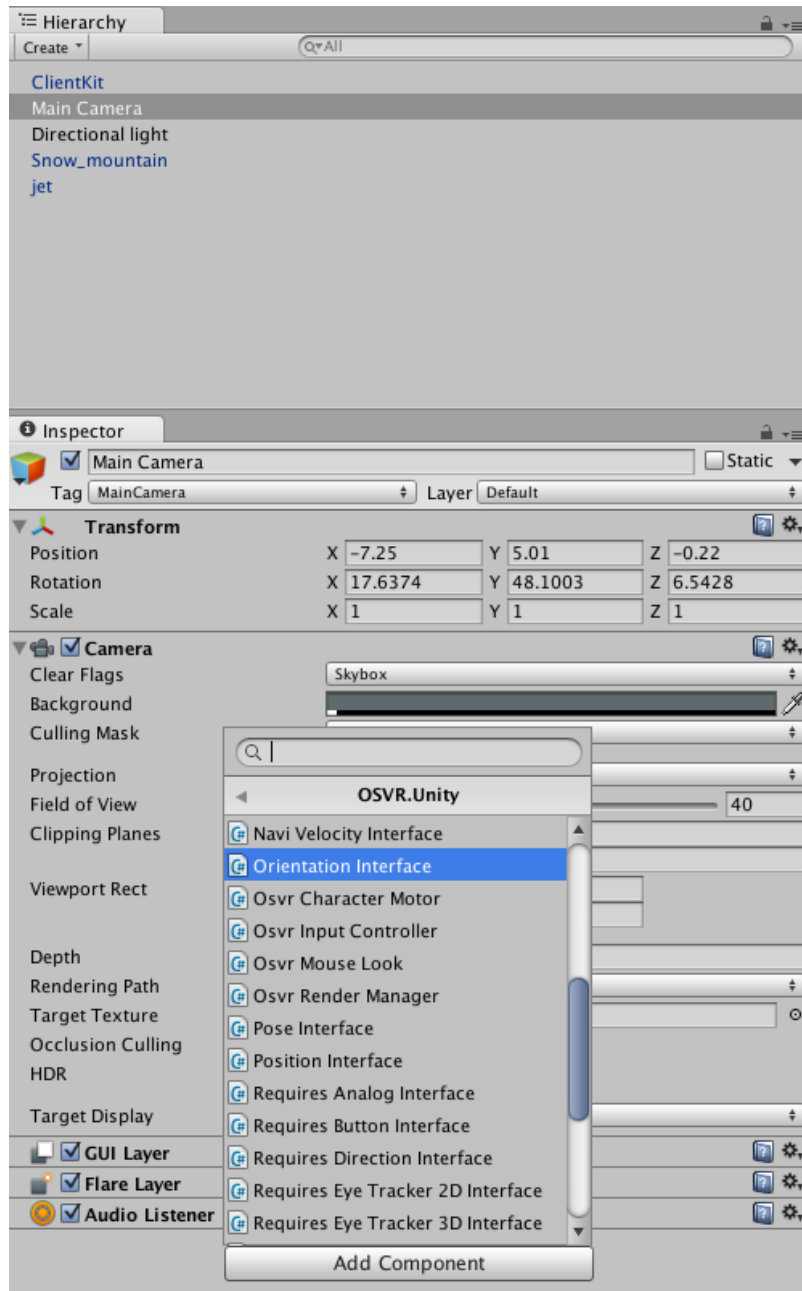 Hierarchy
Create
All
ClientKit
Main Camera
Directional light
Snow_mountain
jet
Inspector
Main Camera
Static
Tag MainCamera Layer Default
Transform
Position X -7.25 Y 5.01 Z -0.22
Rotation X 17.6374 Y 48.1003 Z 6.5428
Scale X 1 Y 1 Z 1
Camera
Clear Flags Skybox
Background
Culling Mask
Projection
Field of View 40
Clipping Planes
Viewport Rect
Depth
Rendering Path
Target Texture
Occlusion Culling
HDR
Target Display
GUI Layer
Flare Layer
Audio Listener
OSVR.Unity
Navi Velocity Interface
Orientation Interface
Osvr Character Motor
Osvr Input Controller
Osvr Mouse Look
Osvr Render Manager
Pose Interface
Position Interface
Requires Analog Interface
Requires Button Interface
Requires Direction Interface
Requires Eye Tracker 2D Interface
Requires Eye Tracker 3D Interface
Add Component